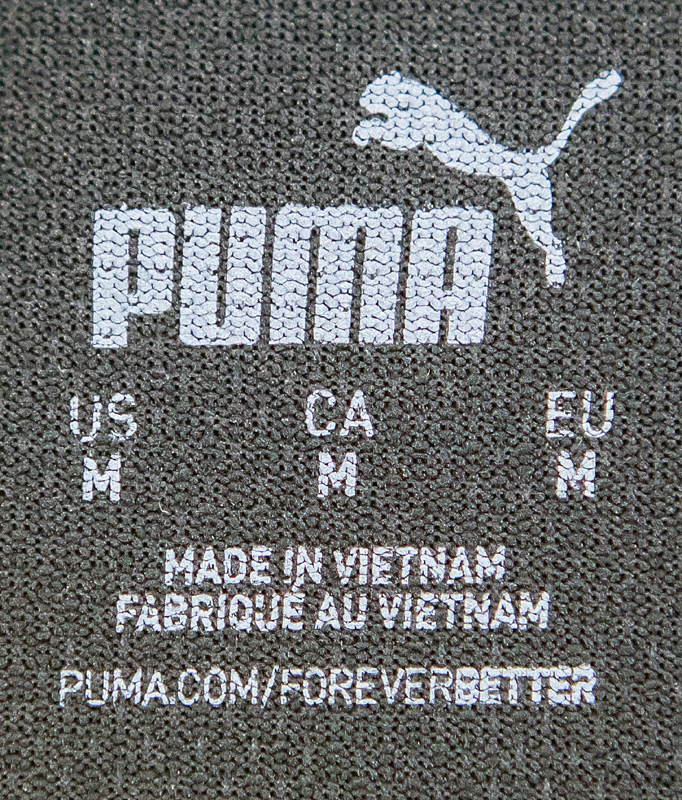 PUMA
US CA EU
M M M
MADE IN VIETNAM
FABRIQUÉ AU VIETNAM
PUMA.COM/FOREVERBETTER